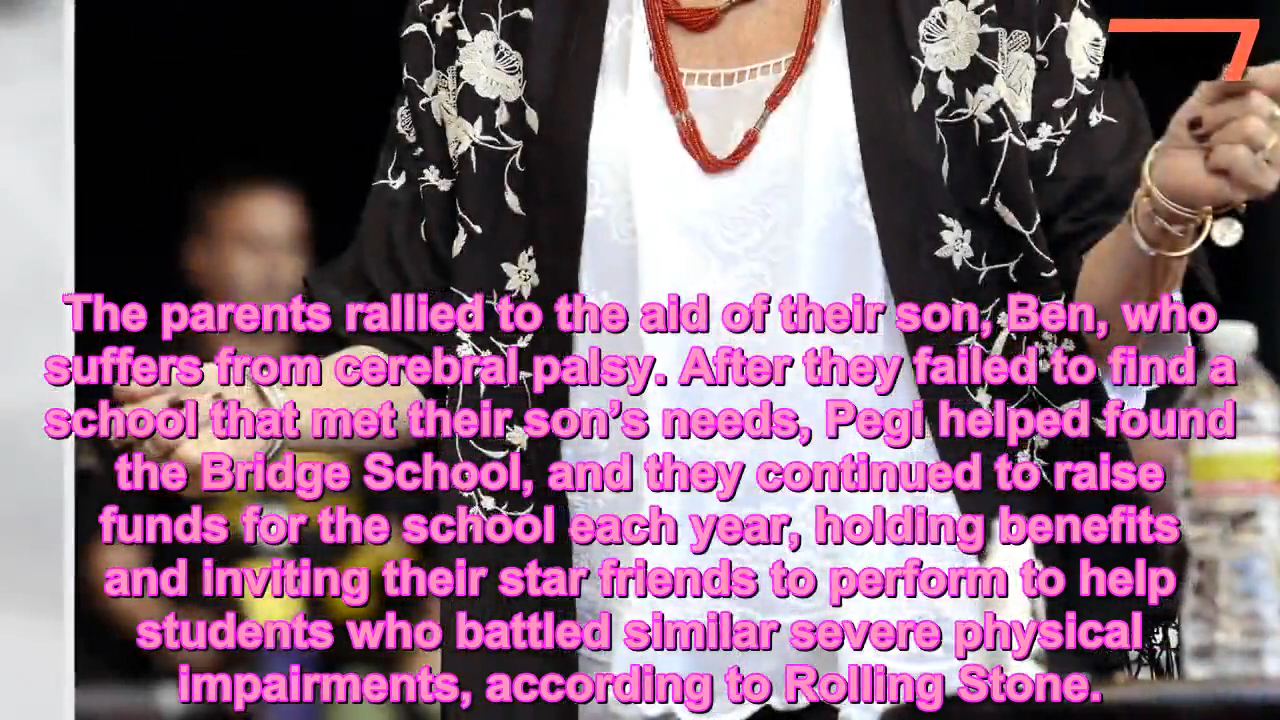 The parents rallied to the aid of their son, Ben, who
suffers from cerebral palsy. After they failed to find a
school that met their son’s needs, Pegi helped found
the Bridge School, and they continued to raise
funds for the school each year, holding benefits
and inviting their star friends to perform to help
students who battled similar severe physical
impairments, according to Rolling Stone.